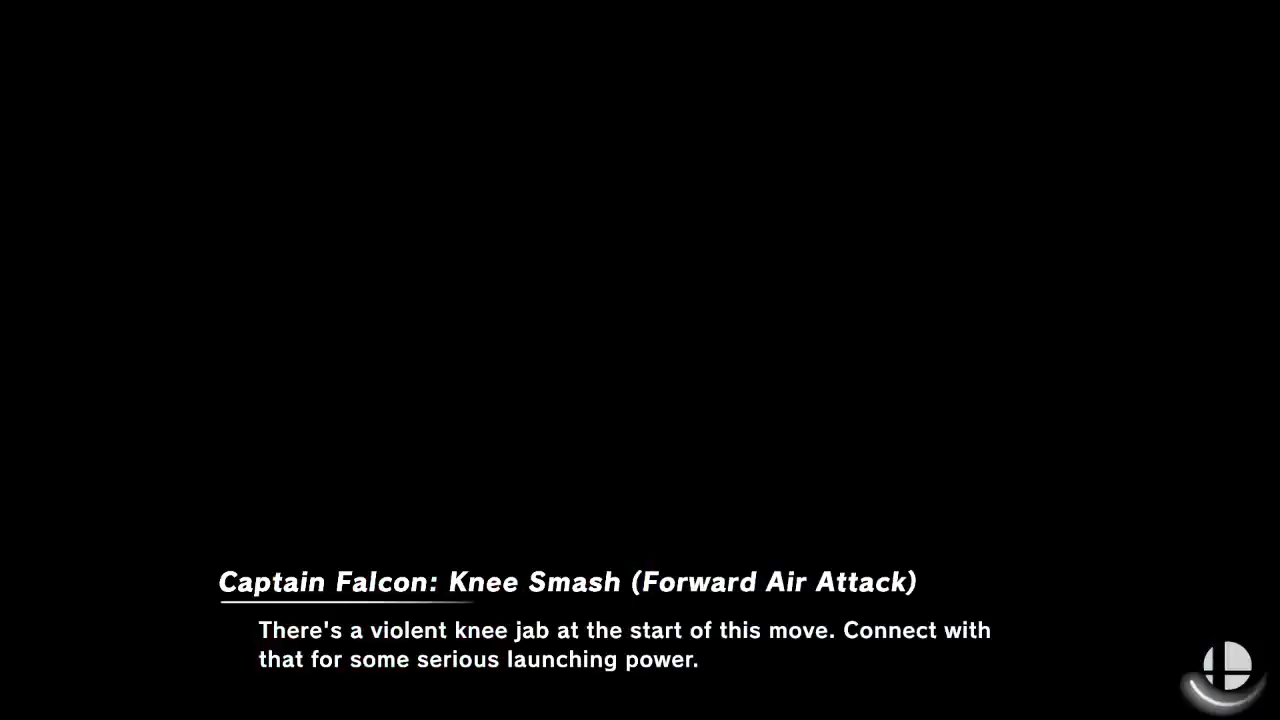 Captain Falcon: Knee Smash (Forward Air Attack)
There's a violent knee jab at the start of this move. Connect with
that for some serious launching power.